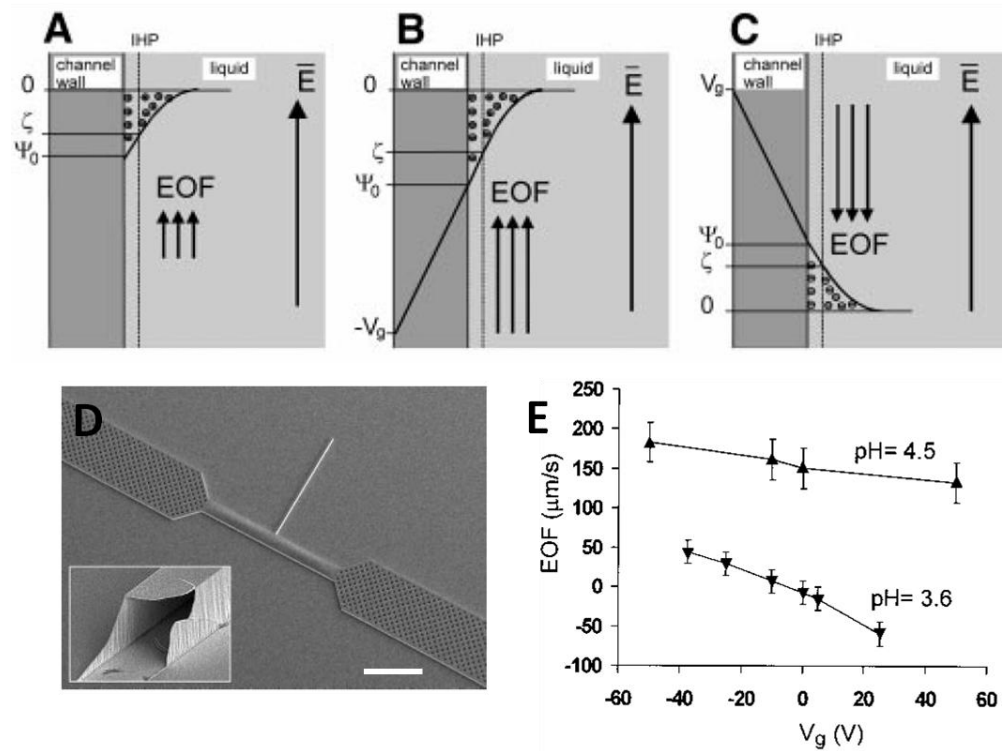 A
IHP
channel
wall
liquid
E
0
ζ
Ψ0
EOF
B
IHP
channel
wall
liquid
E
0
ζ
Ψ0
EOF
-Vg
C
IHP
channel
wall
liquid
E
Vg
Ψ0
EOF
ζ
0
D
E
250
200
150
100
50
0
-50
-100
EOF (μm/s)
pH= 4.5
pH= 3.6
-60 -40 -20 0 20 40 60
Vg (V)